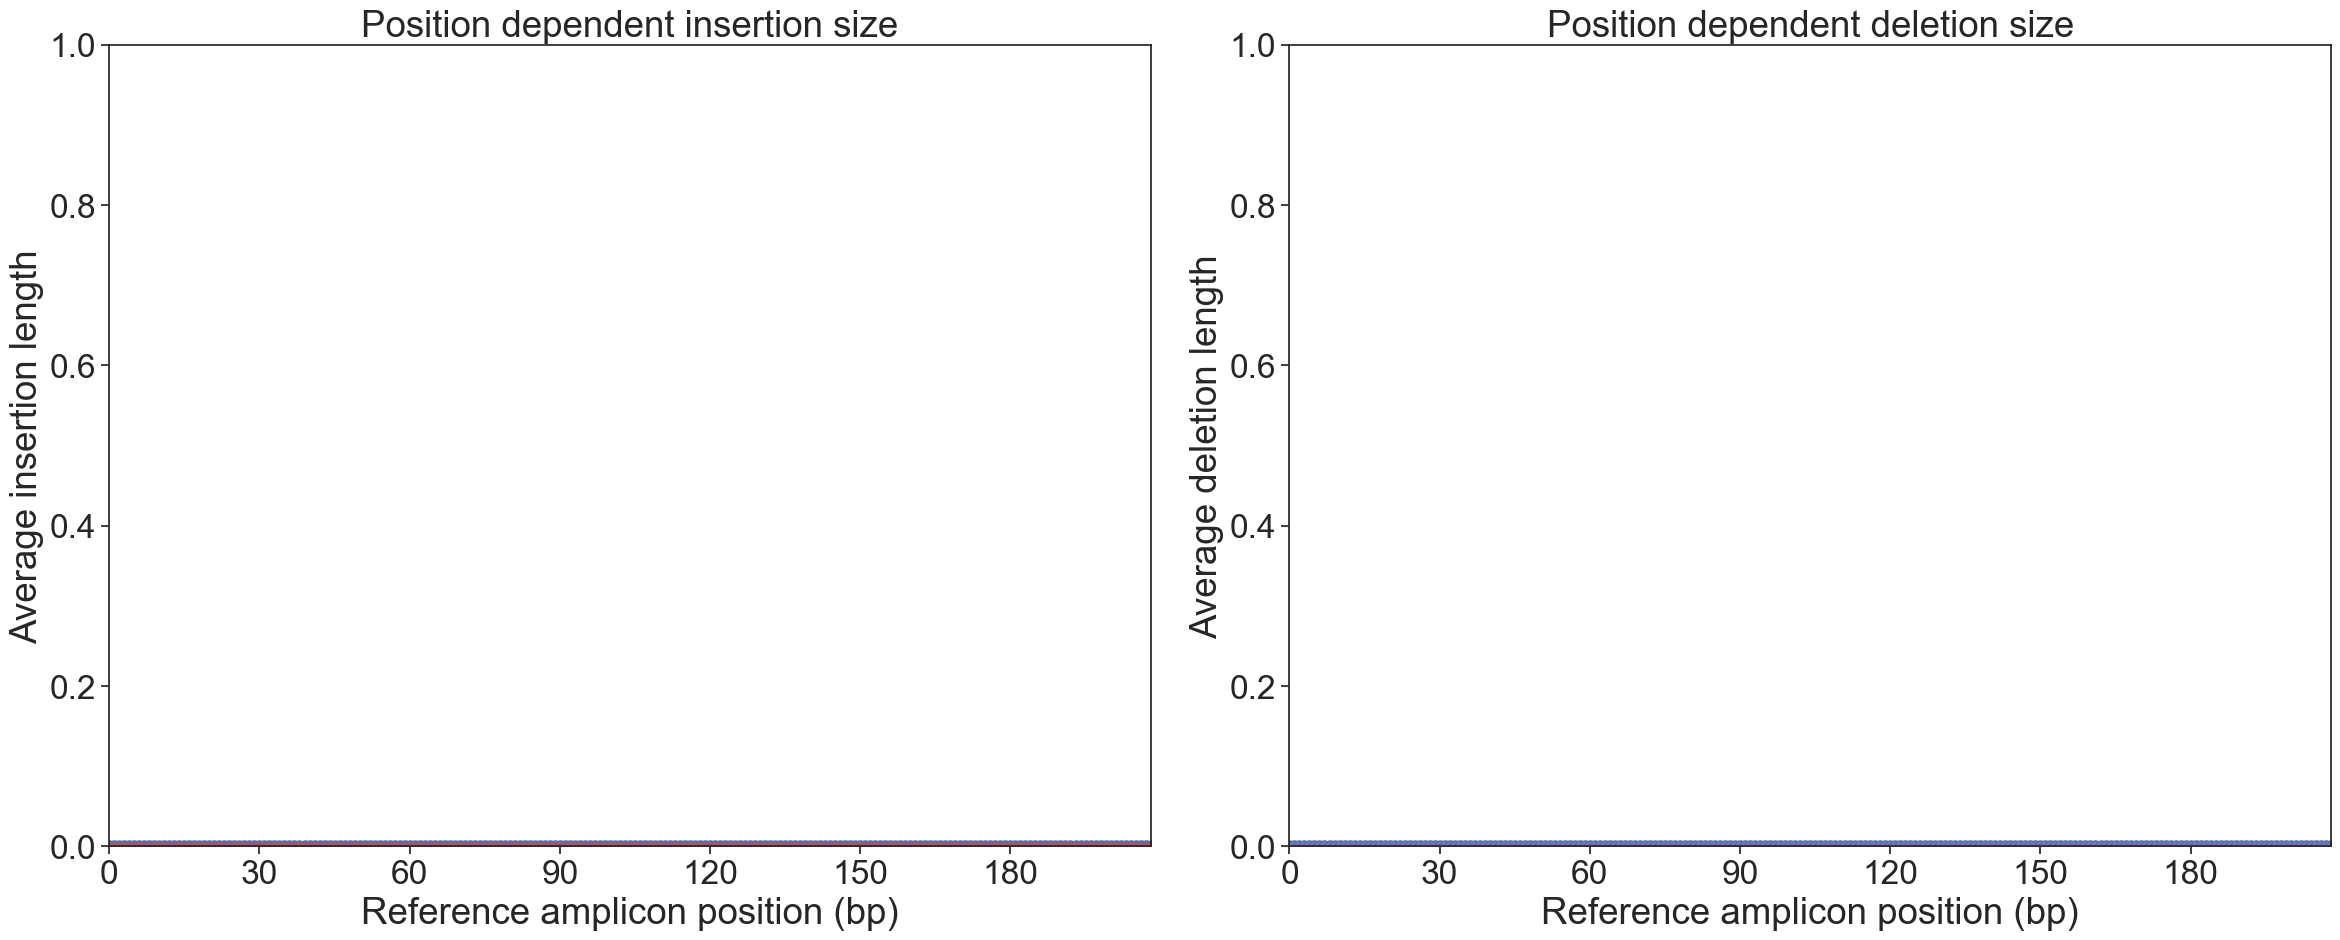 Position dependent insertion size
Average insertion length
1.0
0.8
0.6
0.4
0.2
0.0
0 30 60 90 120 150 180
Reference amplicon position (bp)
Position dependent deletion size
Average deletion length
1.0
0.8
0.6
0.4
0.2
0.0
0 30 60 90 120 150 180
Reference amplicon position (bp)